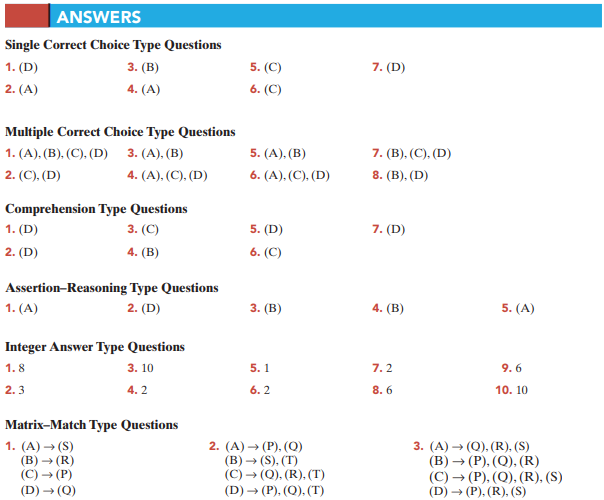 ANSWERS
Single Correct Choice Type Questions
1. (D) 3. (B) 5. (C) 7. (D)
2. (A) 4. (A) 6. (C)
Multiple Correct Choice Type Questions
1. (A), (B), (C), (D) 3. (A), (B) 5. (A), (B) 7. (B), (C), (D)
2. (C), (D) 4. (A), (C), (D) 6. (A), (C), (D) 8. (B), (D)
Comprehension Type Questions
1. (D) 3. (C) 5. (D) 7. (D)
2. (D) 4. (B) 6. (C)
Assertion–Reasoning Type Questions
1. (A) 2. (D) 3. (B) 4. (B) 5. (A)
Integer Answer Type Questions
1. 8 3. 10 5. 1 7. 2 9. 6
2. 3 4. 2 6. 2 8. 6 10. 10
Matrix–Match Type Questions
1. (A) → (S) 2. (A) → (P), (Q) 3. (A) → (Q), (R), (S)
(B) → (R) (B) → (S), (T) (B) → (P), (Q), (R)
(C) → (P) (C) → (Q), (R), (T) (C) → (P), (Q), (R), (S)
(D) → (Q) (D) → (P), (Q), (T) (D) → (P), (R), (S)